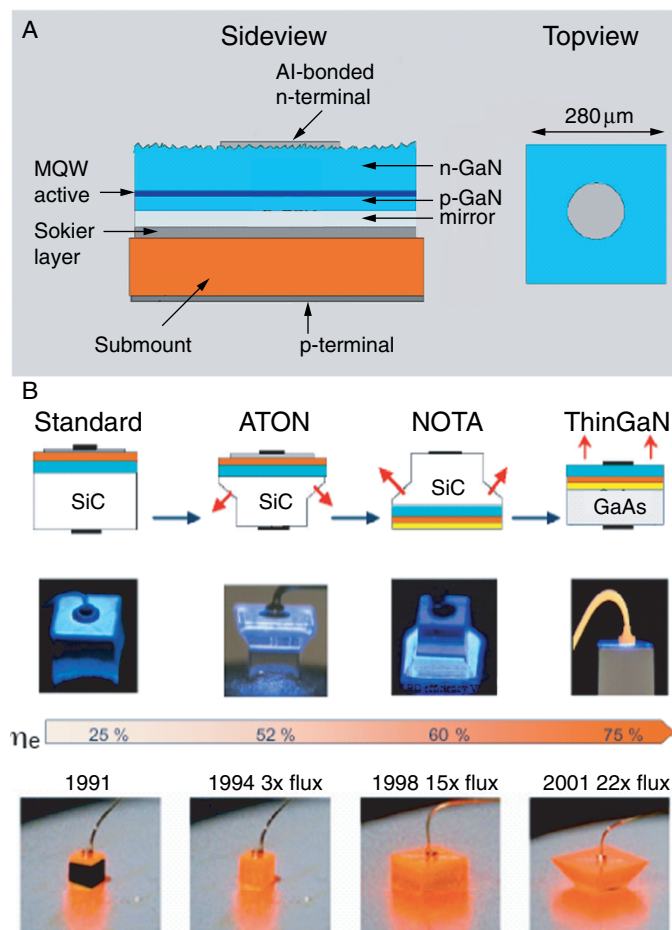 A
Sideview
Topview
Al-bonded
n-terminal
280 µm
MQW
active
n-GaN
p-GaN
mirror
Sokier
layer
Submount
p-terminal
B
Standard
ATON
NOTA
ThinGaN
SiC
SiC
SiC
GaAs
ηe
25 %
52 %
60 %
75 %
1991
1994 3x flux
1998 15x flux
2001 22x flux